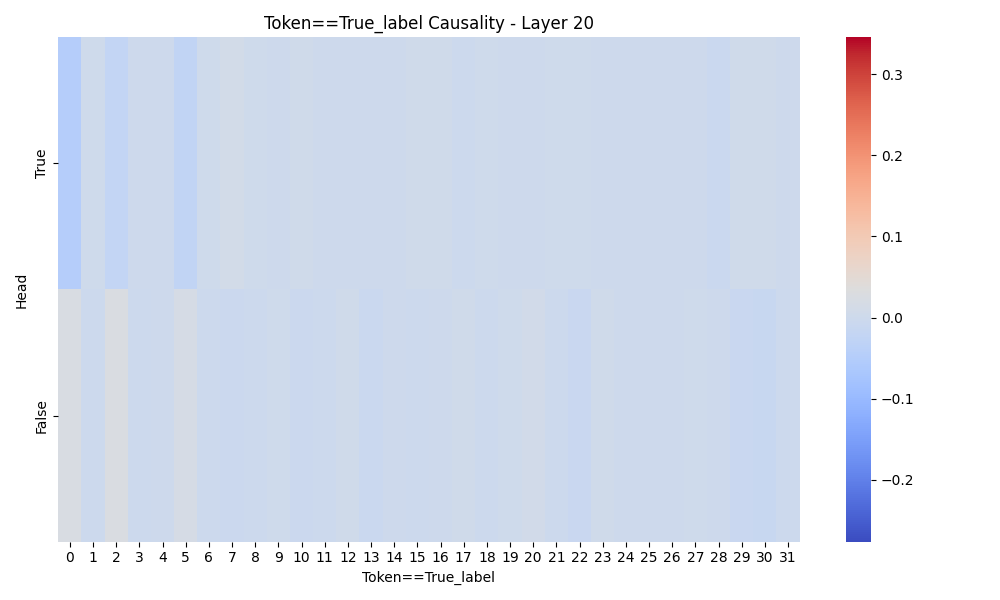 Token==True_label Causality - Layer 20
True
False
Head
0 1 2 3 4 5 6 7 8 9 10 11 12 13 14 15 16 17 18 19 20 21 22 23 24 25 26 27 28 29 30 31
Token==True_label
0.3
0.2
0.1
0.0
−0.1
−0.2